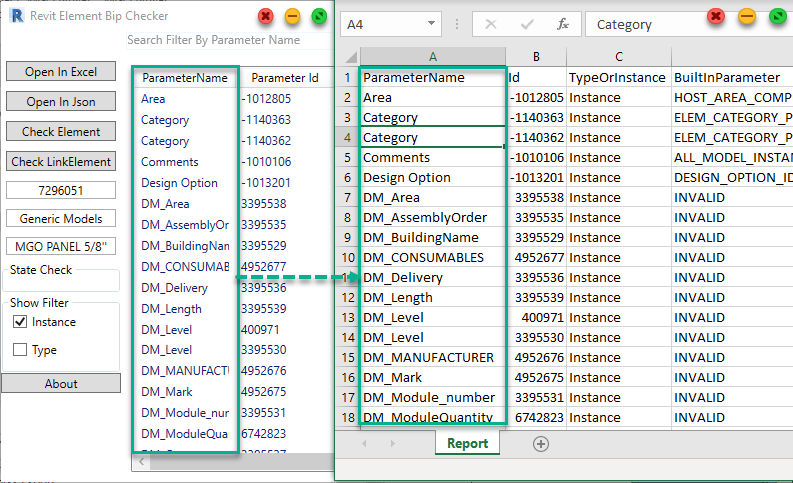 R Revit Element Bip Checker
Search Filter By Parameter Name
Open In Excel
Open In Json
Check Element
Check LinkElement
7296051
Generic Models
MGO PANEL 5/8"
State Check
Show Filter
Instance
Type
About
ParameterName Parameter Id
Area -1012805
Category -1140363
Category -1140362
Comments -1010106
Design Option -1013201
DM_Area 3395538
DM_AssemblyOrder 3395535
DM_BuildingNam 3395529
DM_CONSUMAB 4952677
DM_Delivery 3395536
DM_Length 3395539
DM_Level 400971
DM_Level 3395530
DM_MANUFACTU 4952676
DM_Mark 4952675
DM_Module_nur 3395531
DM_ModuleQua 6742823
A4 fx Category
A B C D
1 ParameterName Id TypeOrInstance BuiltInParameter
2 Area -1012805 Instance HOST_AREA_COMP
3 Category -1140363 Instance ELEM_CATEGORY_P
4 Category -1140362 Instance ELEM_CATEGORY_P
5 Comments -1010106 Instance ALL_MODEL_INSTAN
6 Design Option -1013201 Instance DESIGN_OPTION_ID
7 DM_Area 3395538 Instance INVALID
8 DM_AssemblyOrder 3395535 Instance INVALID
9 DM_BuildingName 3395529 Instance INVALID
10 DM_CONSUMABLES 4952677 Instance INVALID
DM_Delivery 3395536 Instance INVALID
12 DM_Length 3395539 Instance INVALID
13 DM_Level 400971 Instance INVALID
14 DM_Level 3395530 Instance INVALID
15 DM_MANUFACTURER 4952676 Instance INVALID
16 DM_Mark 4952675 Instance INVALID
17 DM_Module_number 3395531 Instance INVALID
18 DM_ModuleQuantity 6742823 Instance INVALID
Report